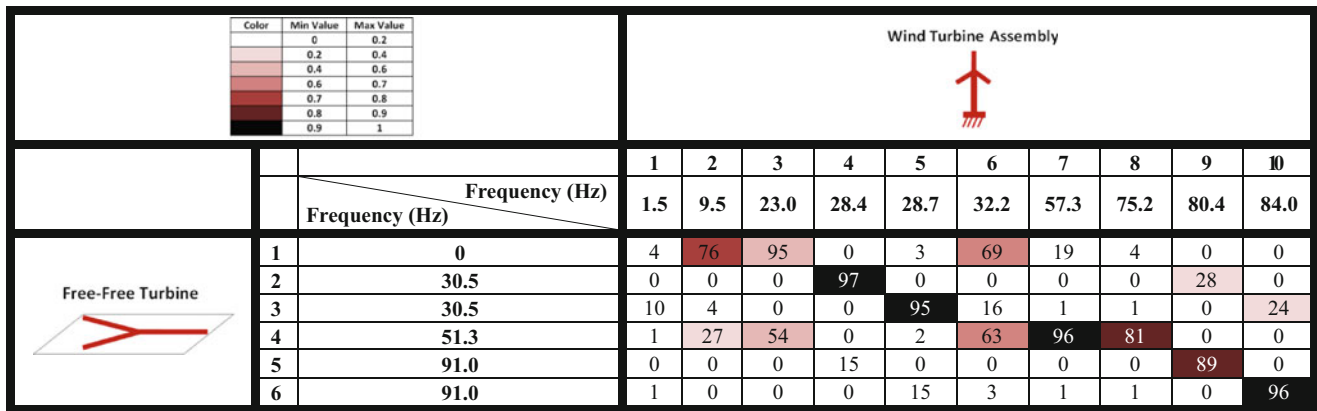 Color Min Value Max Value
0 0.2
0.2 0.4
0.4 0.6
0.6 0.7
0.7 0.8
0.8 0.9
0.9 1
Wind Turbine Assembly
1 2 3 4 5 6 7 8 9 10
Frequency (Hz)
Frequency (Hz)
1.5 9.5 23.0 28.4 28.7 32.2 57.3 75.2 80.4 84.0
Free-Free Turbine
1 0 4 76 95 0 3 69 19 4 0 0
2 30.5 0 0 0 97 0 0 0 0 28 0
3 30.5 10 4 0 0 95 16 1 1 0 24
4 51.3 1 27 54 0 2 63 96 81 0 0
5 91.0 0 0 0 15 0 0 0 0 89 0
6 91.0 1 0 0 0 15 3 1 1 0 96